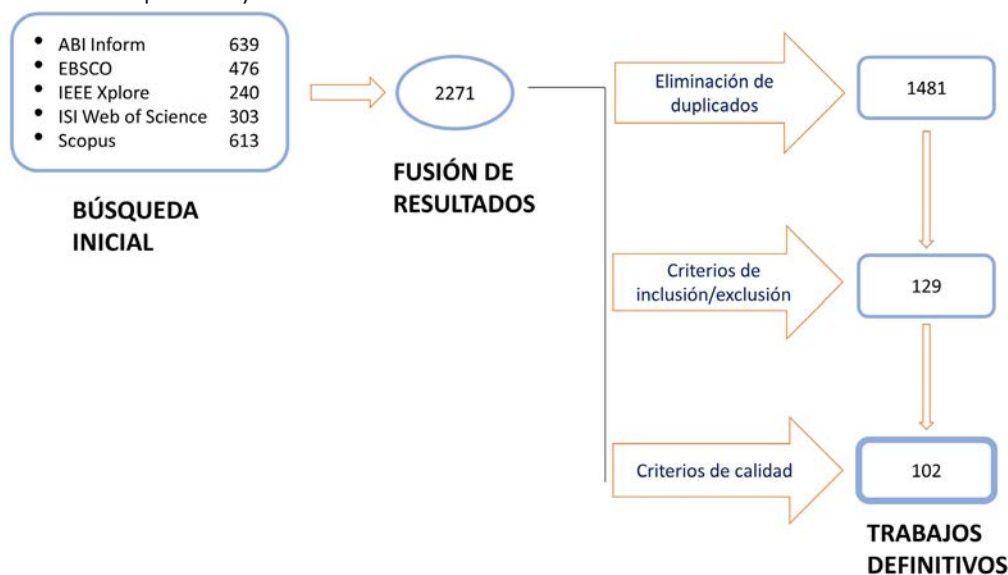 • ABI Inform 639
• EBSCO 476
• IEEE Xplore 240
• ISI Web of Science 303
• Scopus 613
BÚSQUEDA
INICIAL
2271
FUSIÓN DE
RESULTADOS
Eliminación de
duplicados
1481
Criterios de
inclusión/exclusión
129
Criterios de calidad
102
TRABAJOS
DEFINITIVOS